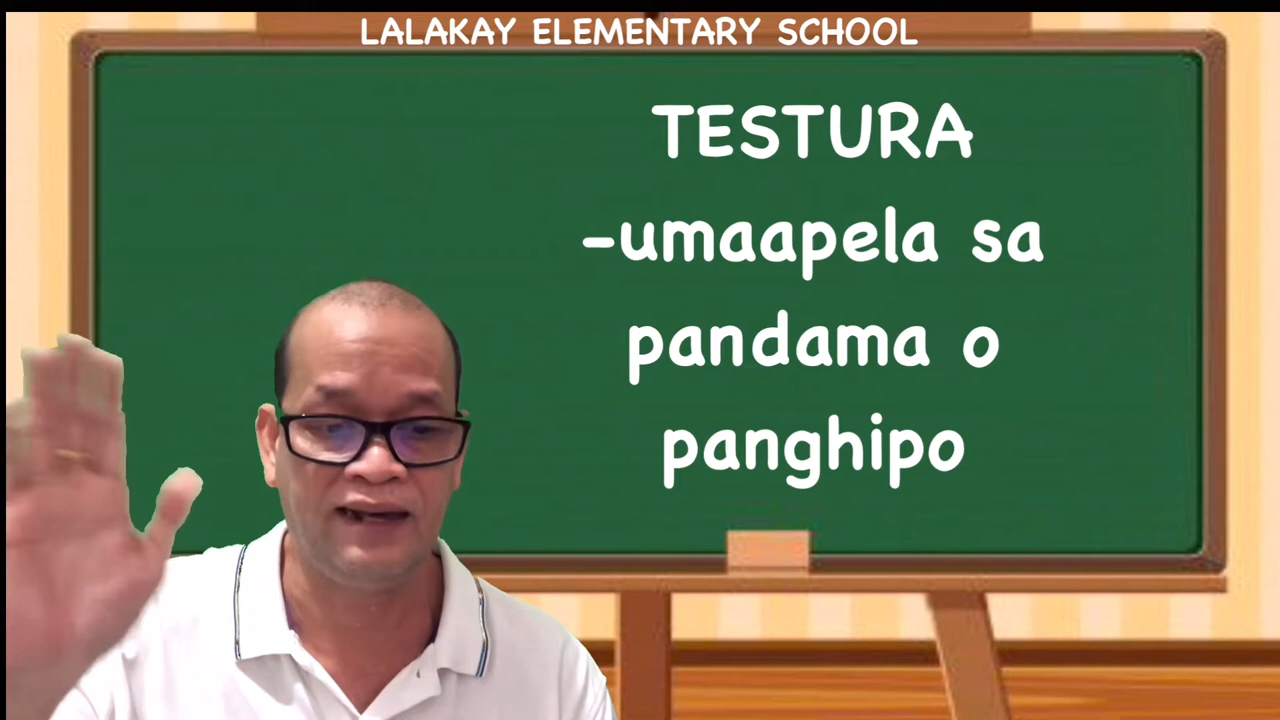 LALAKAY ELEMENTARY SCHOOL
TESTURA
-umaapela sa
pandama o
panghipo